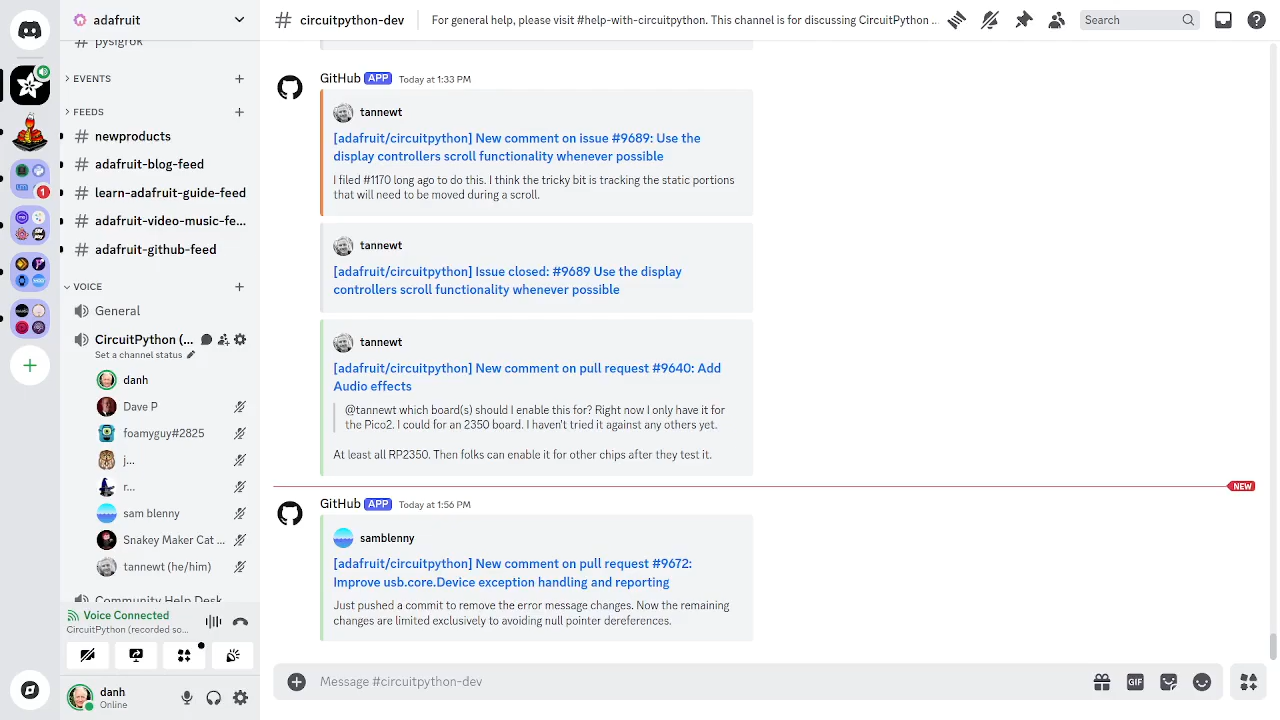 adafruit
# circuitpython-dev
For general help, please visit #help-with-circuitpython. This channel is for discussing CircuitPython ...
Search
# pysigrok
EVENTS
FEEDS
# newproducts
# adafruit-blog-feed
# learn-adafruit-guide-feed
# adafruit-video-music-fe...
# adafruit-github-feed
VOICE
General
CircuitPython (...
Set a channel status
danh
Dave P
foamyguy#2825
j...
r...
sam blenny
Snakey Maker Cat ...
tannewt (he/him)
Community Help Desk
Voice Connected
CircuitPython (recorded so...
danh
Online
1
GitHub APP Today at 1:33 PM
tannewt
[adafruit/circuitpython] New comment on issue #9689: Use the
display controllers scroll functionality whenever possible
I filed #1170 long ago to do this. I think the tricky bit is tracking the static portions
that will need to be moved during a scroll.
tannewt
[adafruit/circuitpython] Issue closed: #9689 Use the display
controllers scroll functionality whenever possible
tannewt
[adafruit/circuitpython] New comment on pull request #9640: Add
Audio effects
@tannewt which board(s) should I enable this for? Right now I only have it for
the Pico2. I could for an 2350 board. I haven't tried it against any others yet.
At least all RP2350. Then folks can enable it for other chips after they test it.
NEW
GitHub APP Today at 1:56 PM
samblenny
[adafruit/circuitpython] New comment on pull request #9672:
Improve usb.core.Device exception handling and reporting
Just pushed a commit to remove the error message changes. Now the remaining
changes are limited exclusively to avoiding null pointer dereferences.
Message #circuitpython-dev
GIF